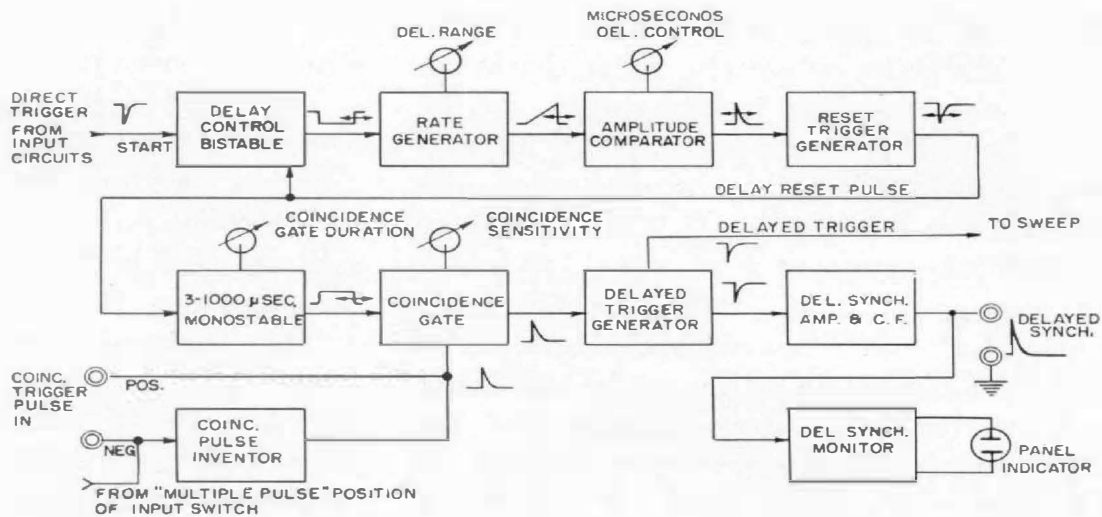 DEL. RANGE
MICROSECONDS
DEL. CONTROL
DIRECT
TRIGGER
FROM
INPUT
CIRCUITS
START
DELAY
CONTROL
BISTABLE
RATE
GENERATOR
AMPLITUDE
COMPARATOR
RESET
TRIGGER
GENERATOR
DELAY RESET PULSE
COINCIDENCE
GATE DURATION
COINCIDENCE
SENSITIVITY
DELAYED TRIGGER
TO SWEEP
3-1000 µSEC.
MONOSTABLE
COINCIDENCE
GATE
DELAYED
TRIGGER
GENERATOR
DEL. SYNCH.
AMP. & C. F.
DELAYED
SYNCH.
COINC.
TRIGGER
PULSE
IN
POS.
NEG.
COINC.
PULSE
INVENTOR
DEL SYNCH.
MONITOR
PANEL
INDICATOR
FROM "MULTIPLE PULSE" POSITION
OF INPUT SWITCH